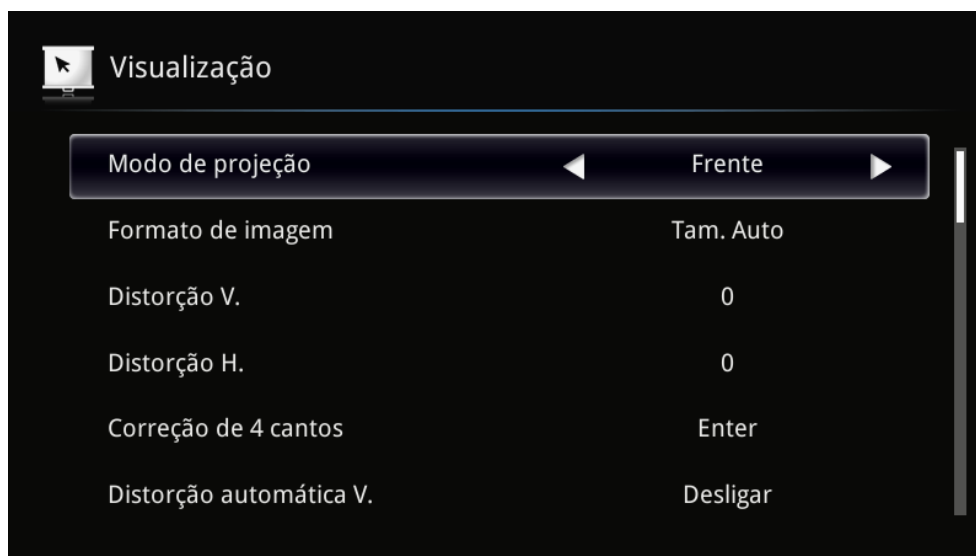 Visualização
Modo de projeção Frente
Formato de imagem Tam. Auto
Distorção V. 0
Distorção H. 0
Correção de 4 cantos Enter
Distorção automática V. Desligar